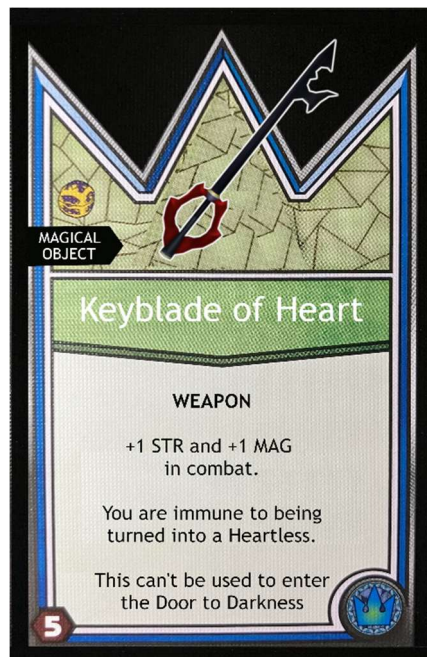 MAGICAL
OBJECT
Keyblade of Heart
WEAPON
+1 STR and +1 MAG
in combat.
You are immune to being
turned into a Heartless.
This can't be used to enter
the Door to Darkness
5